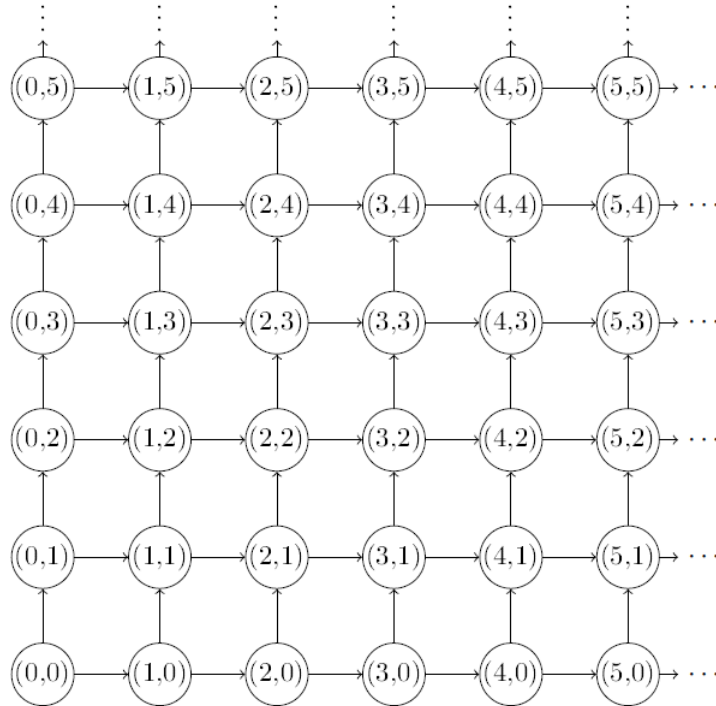 (0,5) (1,5) (2,5) (3,5) (4,5) (5,5) ⋯
(0,4) (1,4) (2,4) (3,4) (4,4) (5,4) ⋯
(0,3) (1,3) (2,3) (3,3) (4,3) (5,3) ⋯
(0,2) (1,2) (2,2) (3,2) (4,2) (5,2) ⋯
(0,1) (1,1) (2,1) (3,1) (4,1) (5,1) ⋯
(0,0) (1,0) (2,0) (3,0) (4,0) (5,0) ⋯